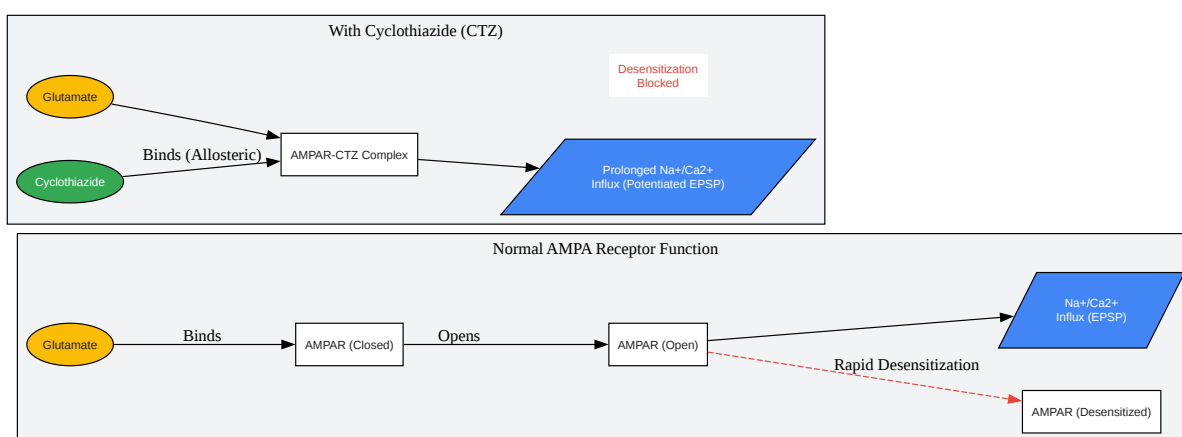 With Cyclothiazide (CTZ)
Desensitization
Blocked
Glutamate
Binds (Allosteric)
AMPAR-CTZ Complex
Cyclothiazide
Prolonged Na+/Ca2+
Influx (Potentiated EPSP)
Normal AMPA Receptor Function
Glutamate
Binds
AMPAR (Closed)
Opens
AMPAR (Open)
Na+/Ca2+
Influx (EPSP)
Rapid Desensitization
AMPAR (Desensitized)